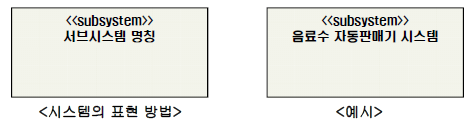 <<subsystem>>
서브시스템 명칭
<시스템의 표현 방법>
<<subsystem>>
음료수 자동판매기 시스템
<예시>